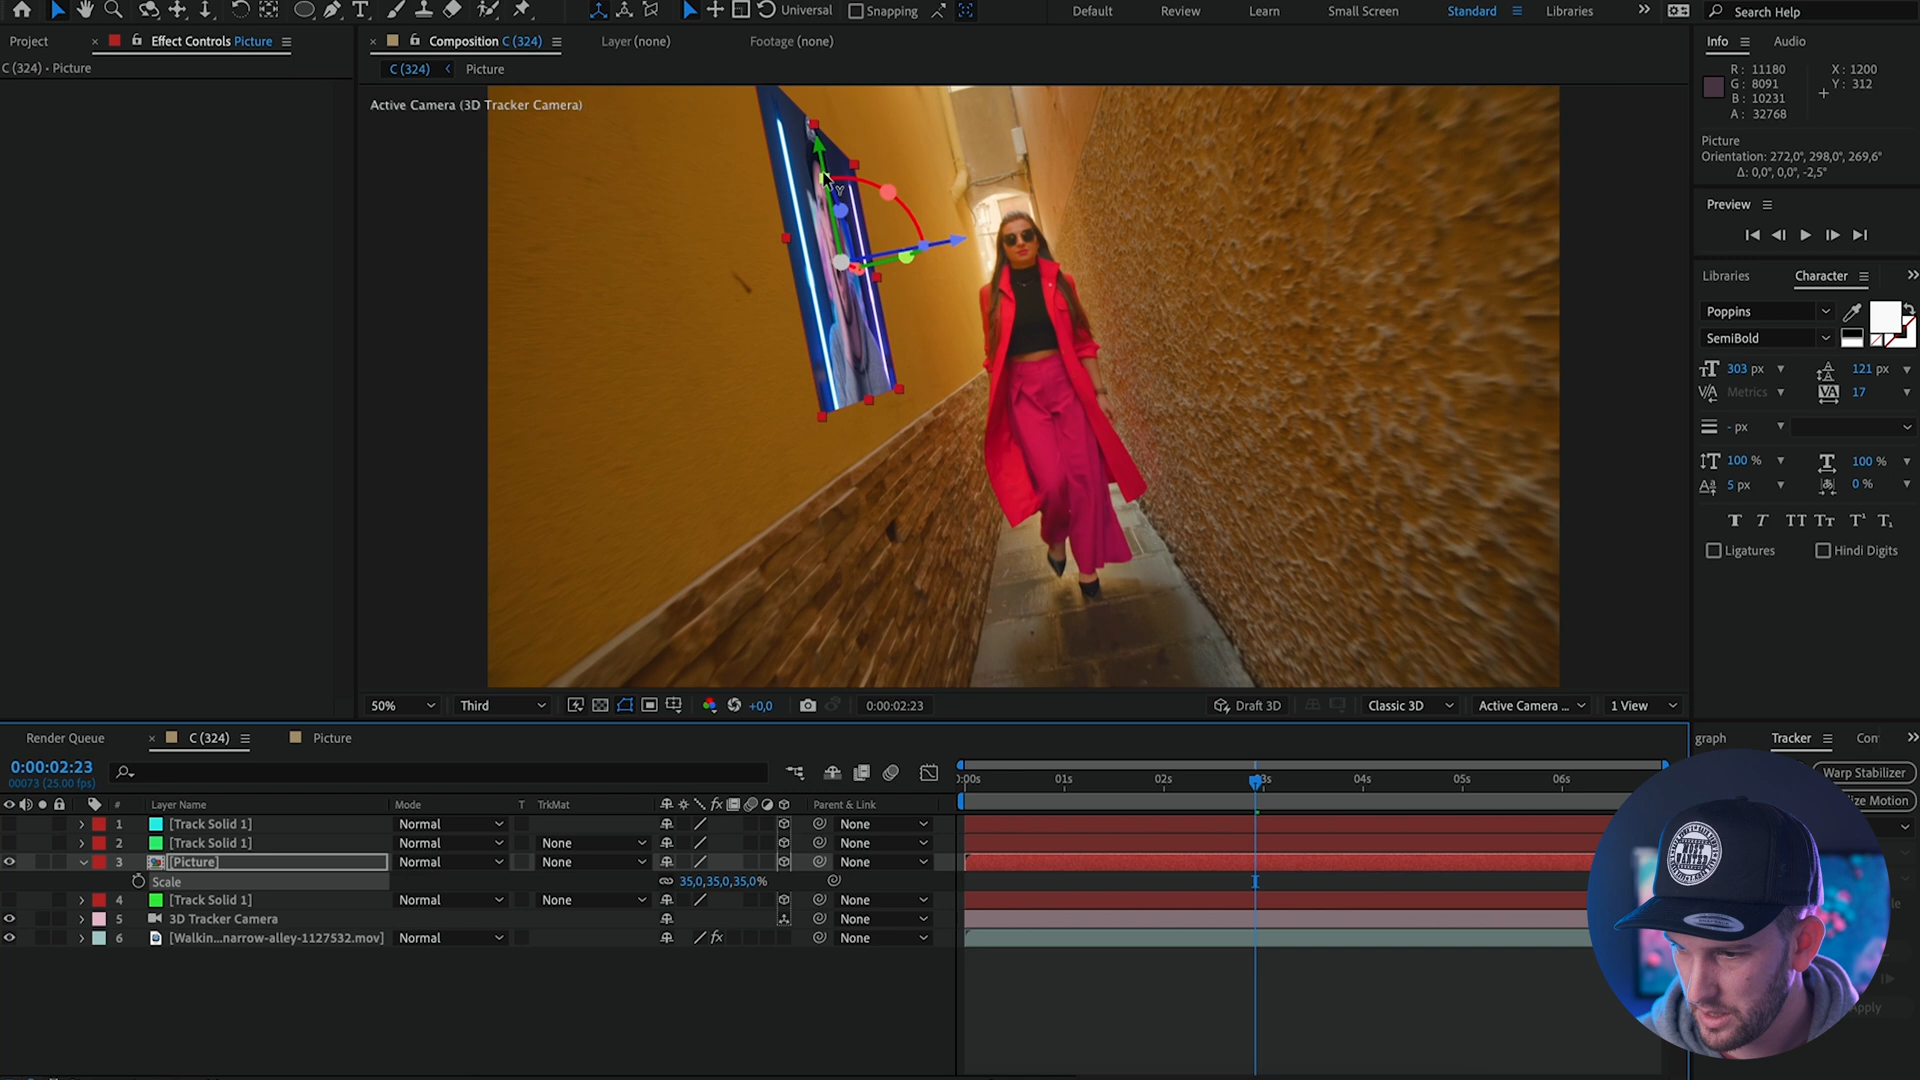 Universal
Snapping
Default
Review
Learn
Small Screen
Standard
Libraries
Search Help
Project
Effect Controls Picture
Composition C (324)
Layer (none)
Footage (none)
Info
Audio
C (324) • Picture
C (324)
Picture
R: 11180
G: 8091
B: 10231
A: 32768
X: 1200
Y: 312
Active Camera (3D Tracker Camera)
Picture
Orientation: 272,0°, 298,0°, 269,6°
Δ: 0,0°, 0,0°, -2,5°
Preview
Libraries
Character
Poppins
SemiBold
303 px
121 px
Metrics
17
- px
100 %
100 %
5 px
0 %
Ligatures
Hindi Digits
50%
Third
+0,0
0:00:02:23
Draft 3D
Classic 3D
Active Camera ...
1 View
Render Queue
C (324)
Picture
graph
Tracker
Cor
0:00:02:23
00073 (25.00 fps)
Warp Stabilizer
ize Motion
0:00s
01s
02s
3s
04s
05s
06s
#
Layer Name
Mode
T
TrkMat
Parent & Link
1
[Track Solid 1]
Normal
None
2
[Track Solid 1]
Normal
None
None
3
[Picture]
Normal
None
None
Scale
35,0,35,0,35,0%
4
[Track Solid 1]
Normal
None
None
5
3D Tracker Camera
None
6
[Walkin...narrow-alley-1127532.mov]
Normal
None
MOST
WANTED
Apply